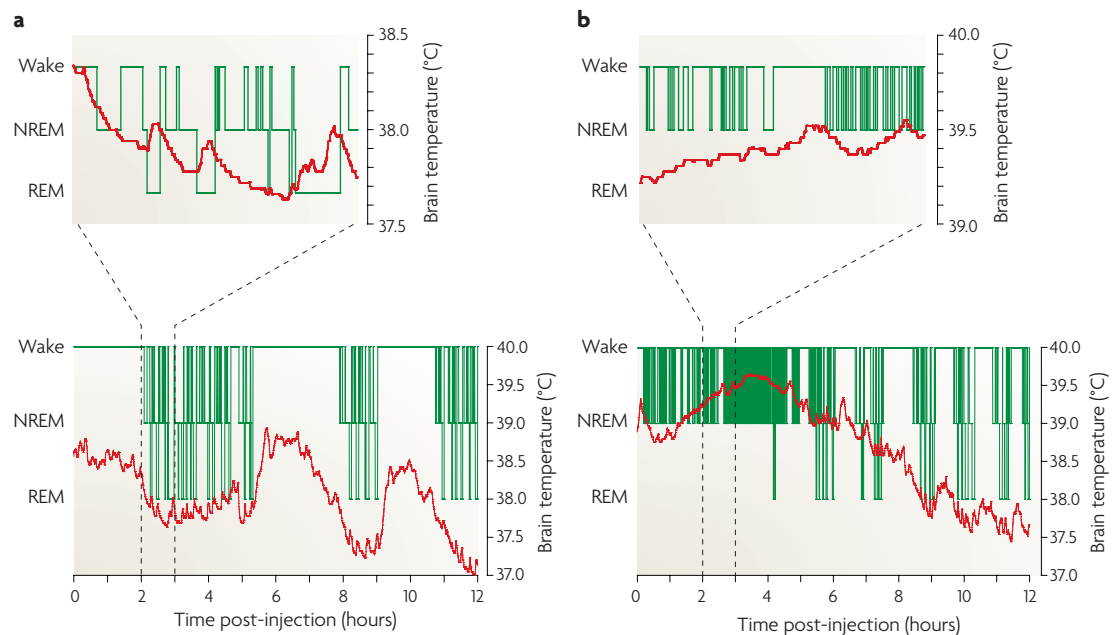 a
Wake
NREM
REM
38.5
38.0
37.5
Brain temperature (°C)
Wake
NREM
REM
40.0
39.5
39.0
38.5
38.0
37.5
37.0
Brain temperature (°C)
0 2 4 6 8 10 12
Time post-injection (hours)
b
Wake
NREM
REM
40.0
39.5
39.0
Brain temperature (°C)
Wake
NREM
REM
40.0
39.5
39.0
38.5
38.0
37.5
37.0
Brain temperature (°C)
0 2 4 6 8 10 12
Time post-injection (hours)